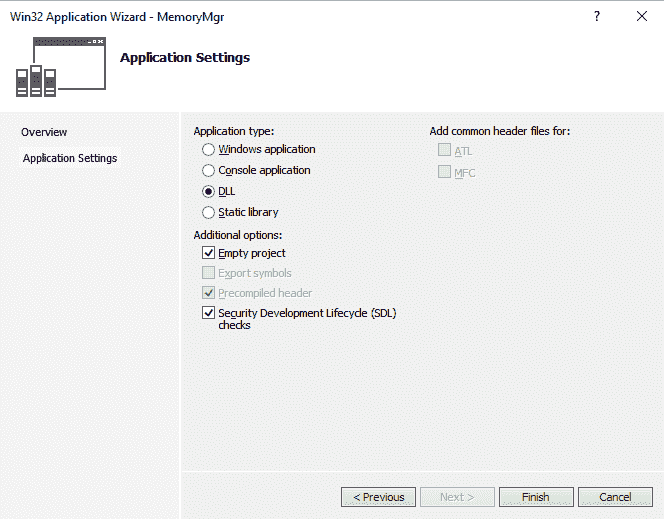 Win32 Application Wizard - MemoryMgr
?
Application Settings
Overview
Application Settings
Application type:
Windows application
Console application
DLL
Static library
Additional options:
Empty project
Export symbols
Precompiled header
Security Development Lifecycle (SDL)
checks
Add common header files for:
ATL
MFC
< Previous
Next >
Finish
Cancel